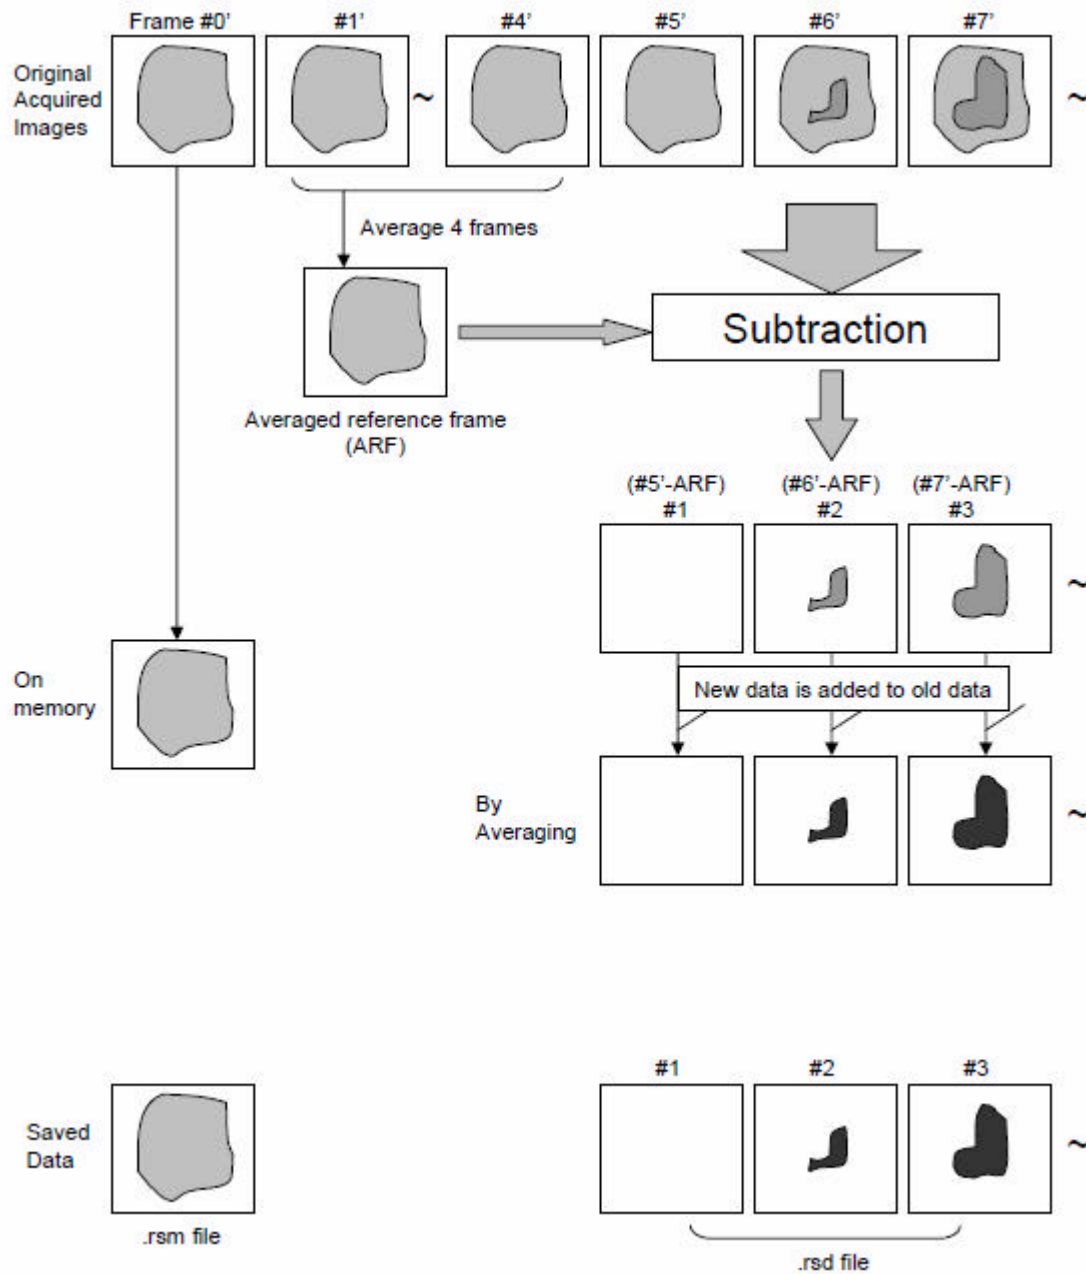 Frame #0' #1' #4' #5' #6' #7'
Original
Acquired
Images
~ ~
Average 4 frames
Subtraction
Averaged reference frame
(ARF)
(#5'-ARF) (#6'-ARF) (#7'-ARF)
#1 #2 #3
~
On
memory
New data is added to old data
By
Averaging
~
#1 #2 #3
Saved
Data
~
.rsm file
.rsd file